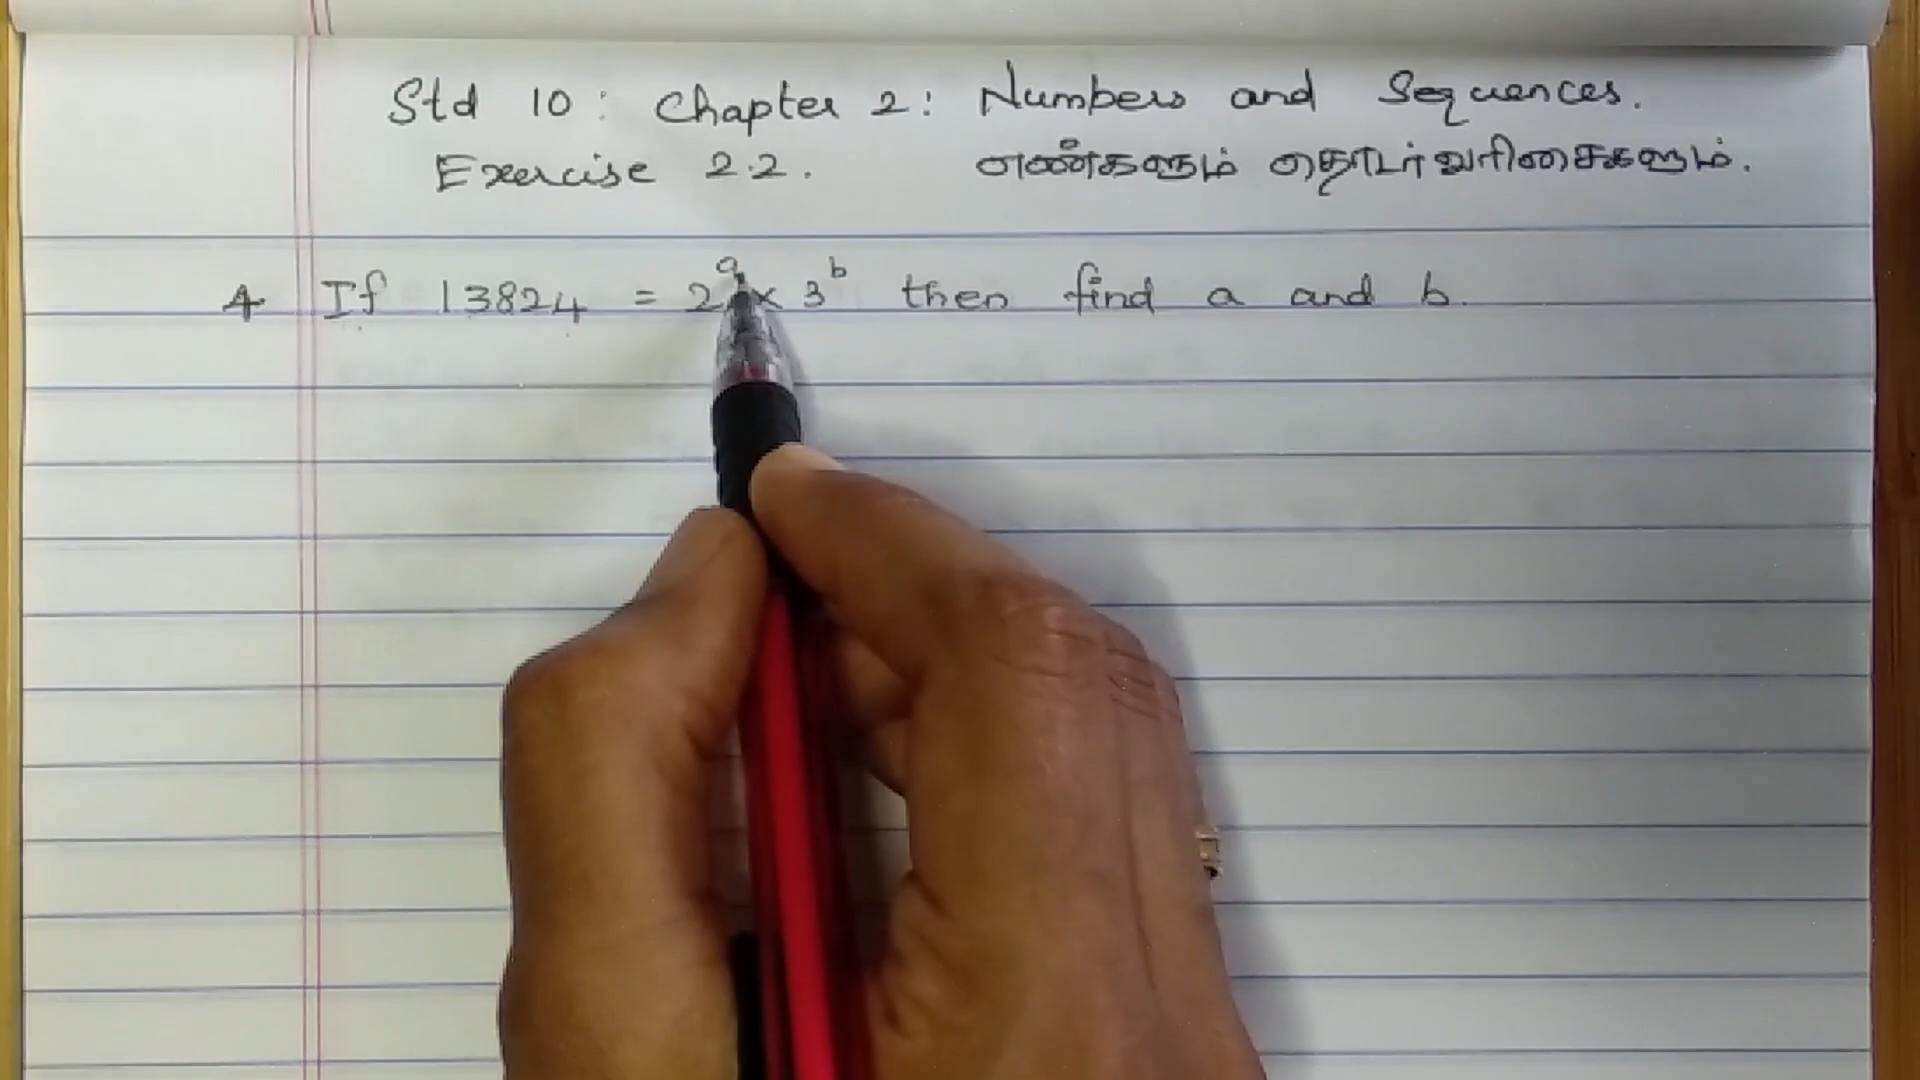 Std 10: Chapter 2: Numbers and Sequences.
Exercise 2.2. எண்களும் தொடர்வரிசைகளும்.
4 If 13824 = 2^a × 3^b then find a and b.